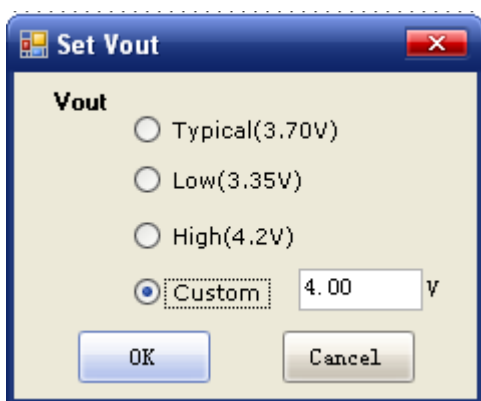 Set Vout
Vout
Typical(3.70V)
Low(3.35V)
High(4.2V)
Custom 4.00 V
OK Cancel